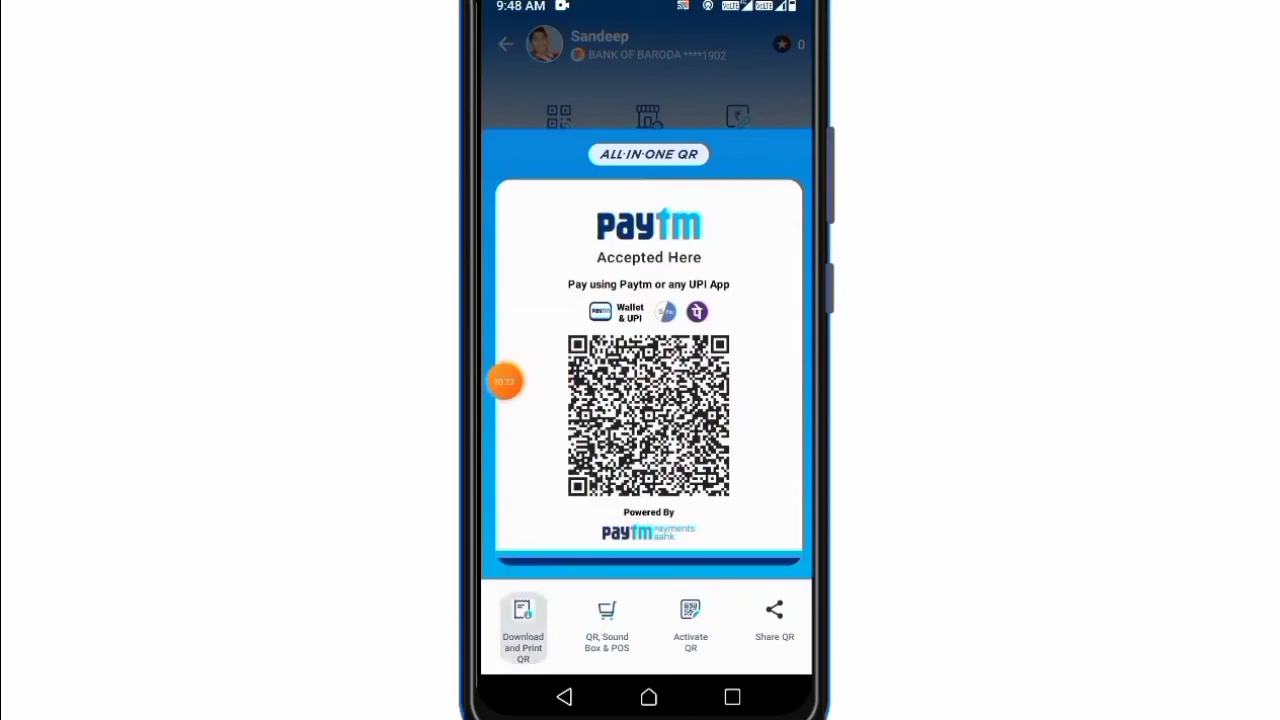 9:48 AM
Sandeep
BANK OF BARODA ****1902
0
ALL-IN-ONE QR
paytm
Accepted Here
Pay using Paytm or any UPI App
Wallet
& UPI
पे
Powered By
paytm payments
bank
00:23
Download
and Print
QR
QR, Sound
Box & POS
Activate
QR
Share QR